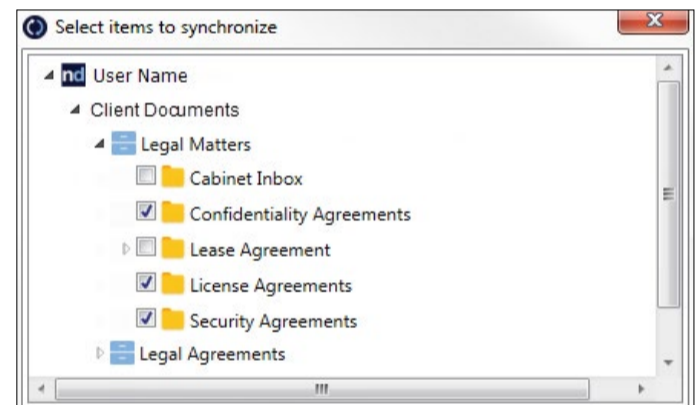 Select items to synchronize
nd User Name
Client Documents
Legal Matters
Cabinet Inbox
Confidentiality Agreements
Lease Agreement
License Agreements
Security Agreements
Legal Agreements